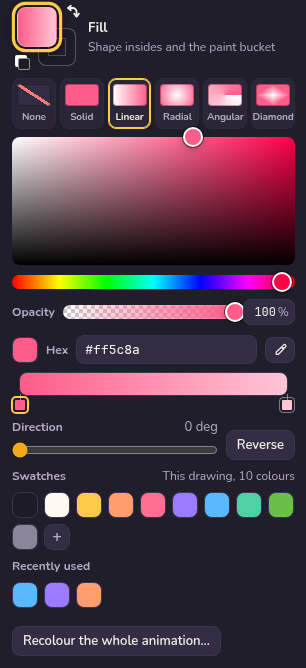 Fill
Shape insides and the paint bucket
None Solid Linear Radial Angular Diamond
Opacity 100 %
Hex #ff5c8a
Direction 0 deg
Reverse
Swatches This drawing, 10 colours
+
Recently used
Recolour the whole animation...